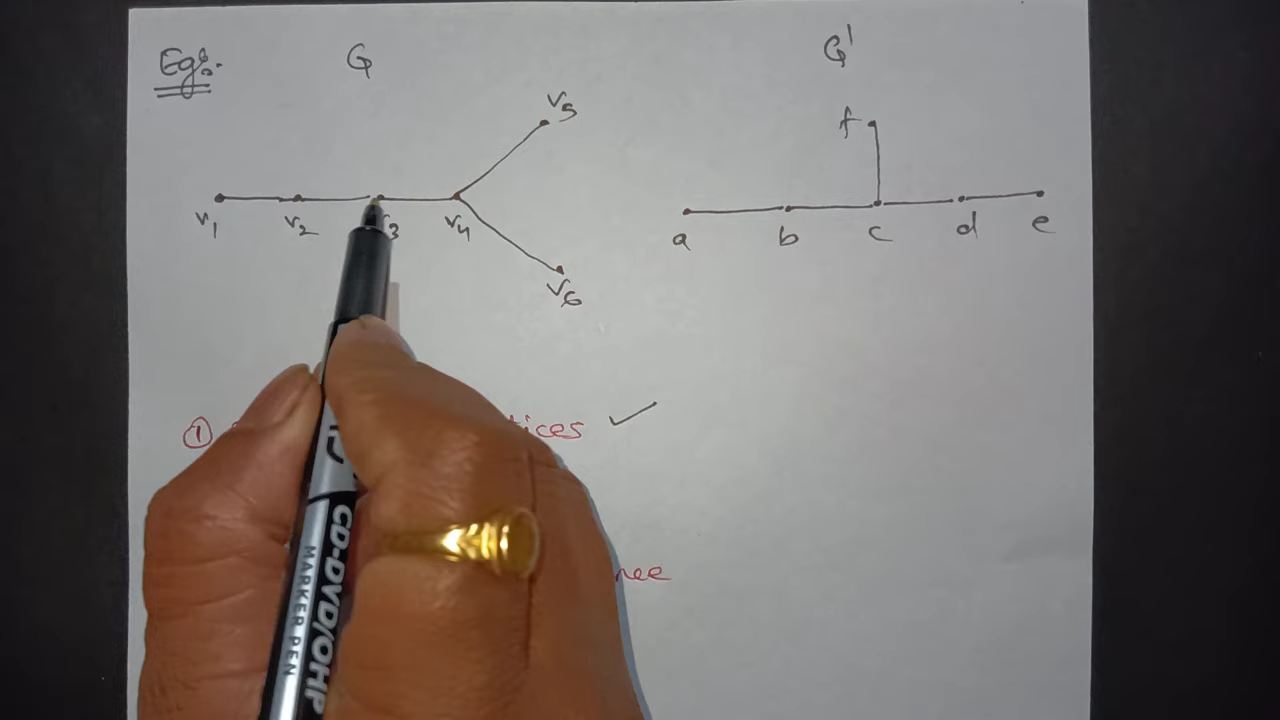 Eg:
G
G'
v5
f
v1 v2 v3 v4
a b c d e
v6
① tices ✓
nee
CD-DVD/OHP
MARKER PEN